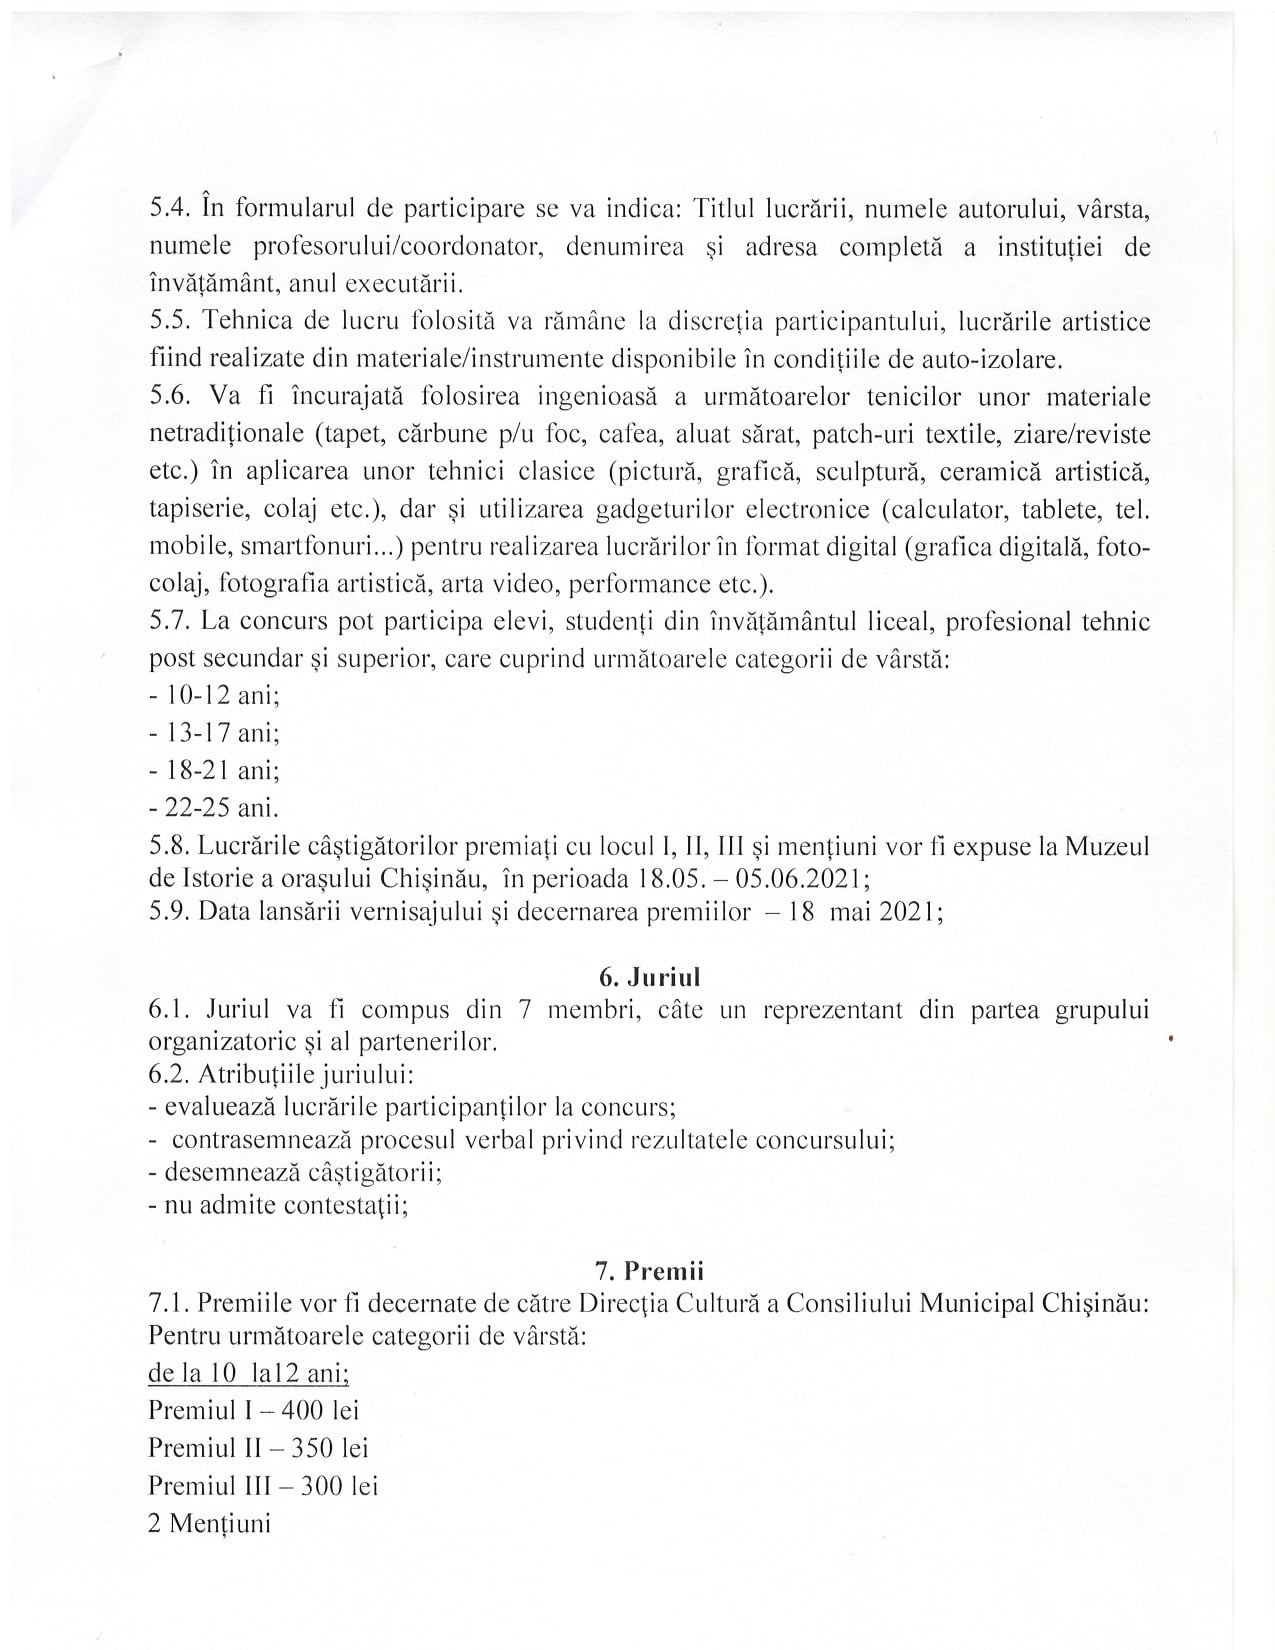 5.4. În formularul de participare se va indica: Titlul lucrării, numele autorului, vârsta,
numele profesorului/coordonator, denumirea și adresa completă a instituției de
învățământ, anul executării.
5.5. Tehnica de lucru folosită va rămâne la discreția participantului, lucrările artistice
fiind realizate din materiale/instrumente disponibile în condițiile de auto-izolare.
5.6. Va fi încurajată folosirea ingenioasă a următoarelor tenicilor unor materiale
netradiționale (tapet, cărbune p/u foc, cafea, aluat sărat, patch-uri textile, ziare/reviste
etc.) în aplicarea unor tehnici clasice (pictură, grafică, sculptură, ceramică artistică,
tapiserie, colaj etc.), dar și utilizarea gadgeturilor electronice (calculator, tablete, tel.
mobile, smartfonuri...) pentru realizarea lucrărilor în format digital (grafica digitală, foto-
colaj, fotografia artistică, arta video, performance etc.).
5.7. La concurs pot participa elevi, studenți din învățământul liceal, profesional tehnic
post secundar și superior, care cuprind următoarele categorii de vârstă:
- 10-12 ani;
- 13-17 ani;
- 18-21 ani;
- 22-25 ani.
5.8. Lucrările câștigătorilor premiați cu locul I, II, III și mențiuni vor fi expuse la Muzeul
de Istorie a orașului Chișinău,  în perioada 18.05. – 05.06.2021;
5.9. Data lansării vernisajului și decernarea premiilor  – 18  mai 2021;
6. Juriul
6.1. Juriul va fi compus din 7 membri, câte un reprezentant din partea grupului
organizatoric și al partenerilor.
6.2. Atribuțiile juriului:
- evaluează lucrările participanților la concurs;
-  contrasemnează procesul verbal privind rezultatele concursului;
- desemnează câștigătorii;
- nu admite contestaţii;
7. Premii
7.1. Premiile vor fi decernate de către Direcţia Cultură a Consiliului Municipal Chişinău:
Pentru următoarele categorii de vârstă:
de la 10  la12 ani;
Premiul I – 400 lei
Premiul II – 350 lei
Premiul III – 300 lei
2 Mențiuni